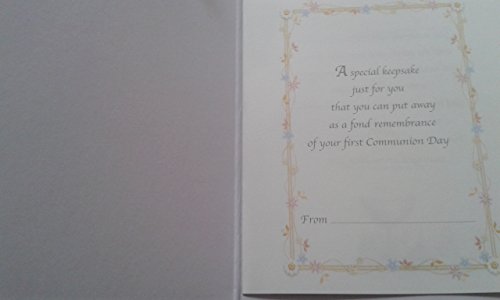 A special keepsake
just for you
that you can put away
as a fond remembrance
of your first Communion Day
From